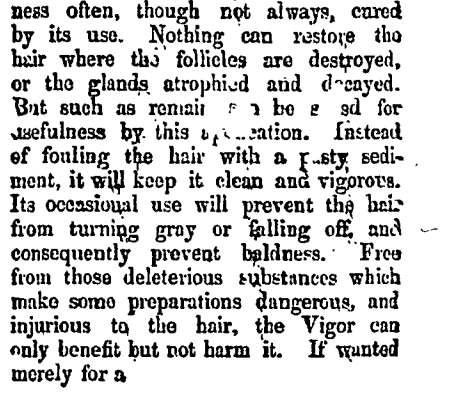 ness often, though not always, cured
by its use. Nothing can restore the
hair where the follicles are destroyed,
or the glands atrophied and decayed.
But such as remain be for
usefulness by this Instead
of fouling the hair with a pasty sedi-
ment, it will keep it clean and vigorous.
Its occasional use will prevent the hair
from turning gray or falling off, and
consequently prevent baldness. Free
from those deleterious substances which
make some preparations dangerous, and
injurious to the hair, the Vigor can
only benefit but not harm it. If wanted
merely for a